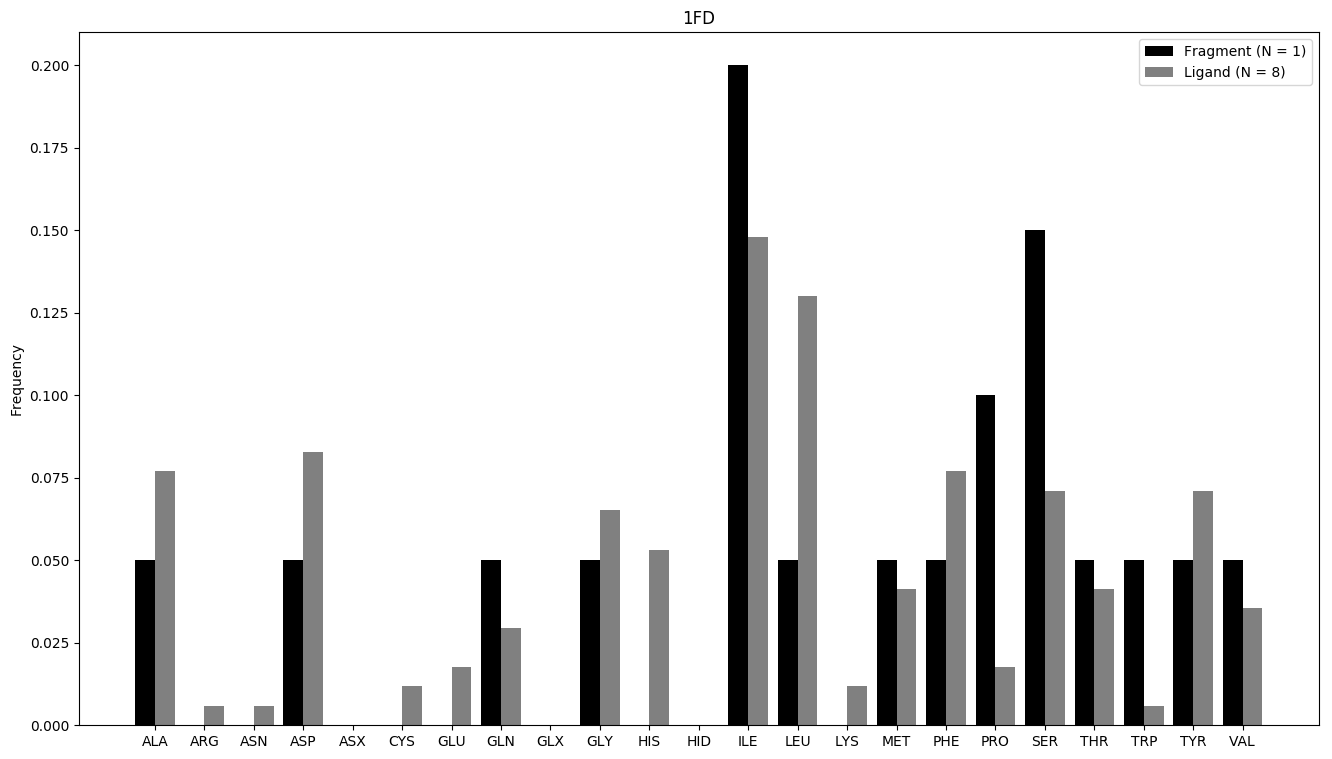 1FD
Fragment (N = 1)
Ligand (N = 8)
Frequency
0.200
0.175
0.150
0.125
0.100
0.075
0.050
0.025
0.000
ALA ARG ASN ASP ASX CYS GLU GLN GLX GLY HIS HID ILE LEU LYS MET PHE PRO SER THR TRP TYR VAL